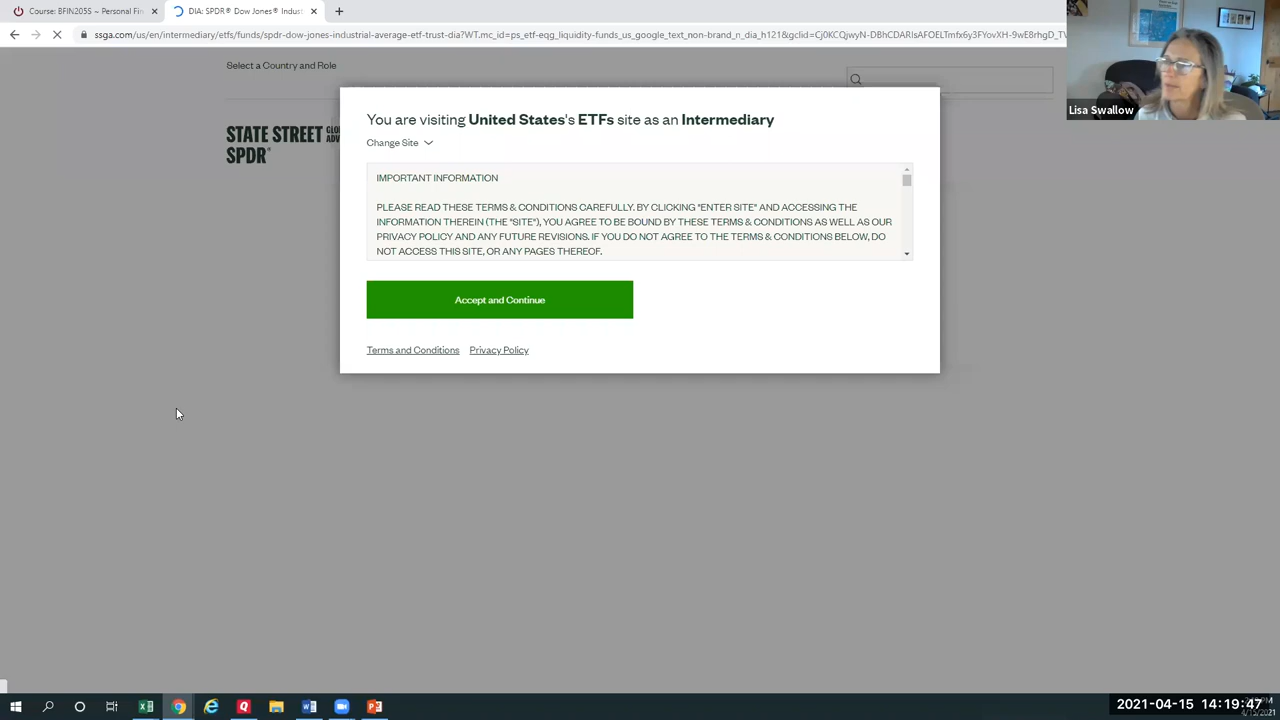 Course: BFIN205S ~ Personal Fin
DIA: SPDR® Dow Jones® Indust
ssga.com/us/en/intermediary/etfs/funds/spdr-dow-jones-industrial-average-etf-trust-dia?WT.mc_id=ps_etf-eqg_liquidity-funds_us_google_text_non-brand_n_dia_h121&gclid=
Select a Country and Role
STATE STREET
SPDR®
You are visiting United States's ETFs site as an Intermediary
Change Site
IMPORTANT INFORMATION
PLEASE READ THESE TERMS & CONDITIONS CAREFULLY. BY CLICKING "ENTER SITE" AND ACCESSING THE
INFORMATION THEREIN (THE "SITE"), YOU AGREE TO BE BOUND BY THESE TERMS & CONDITIONS AS WELL AS OUR
PRIVACY POLICY AND ANY FUTURE REVISIONS. IF YOU DO NOT AGREE TO THE TERMS & CONDITIONS BELOW, DO
NOT ACCESS THIS SITE, OR ANY PAGES THEREOF.
Accept and Continue
Terms and Conditions
Privacy Policy
Lisa Swallow
2021-04-15 14:19:47
4/15/2021